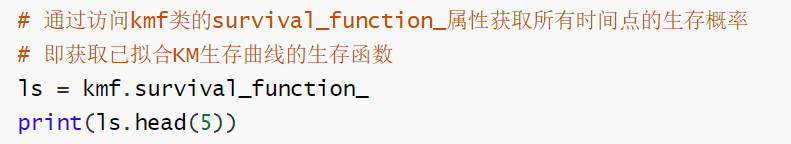 # 通过访问kmf类的survival_function_属性获取所有时间点的生存概率
# 即获取已拟合KM生存曲线的生存函数
ls = kmf.survival_function_
print(ls.head(5))